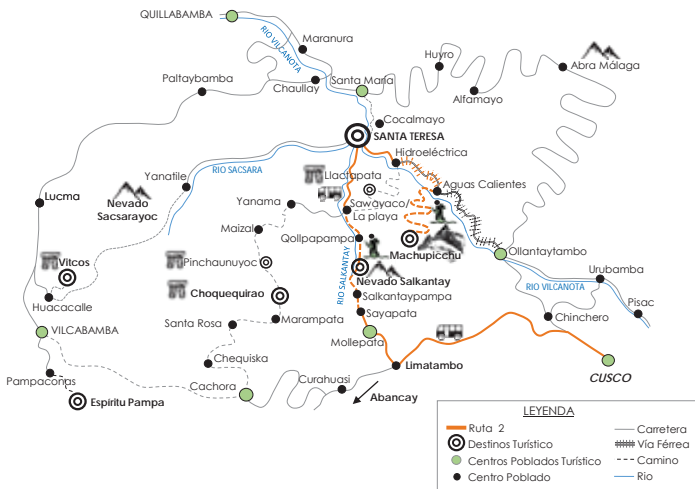 QUILLABAMBA
Maranura
RIO VILCANOTA
Huyro
Abra Málaga
Paltaybamba
Chaullay
Santa Maria
Alfamayo
Cocalmayo
SANTA TERESA
Hidroeléctrica
RIO SACSARA
Yanatile
Llactapata
Aguas Calientes
Lucma
Nevado
Sacsarayoc
Yanama
Sawayaco/
La playa
Maizal
Qollpapampa
Machupicchu
Ollantaytambo
Vitcos
Pinchaunuyoc
RIO SALKANTAY
Nevado Salkantay
Urubamba
RIO VILCANOTA
Huacacalle
Choquequirao
Salkantaypampa
Pisac
Sayapata
Santa Rosa
Marampata
Chinchero
VILCABAMBA
Mollepata
Chequiska
Limatambo
CUSCO
Pampaconas
Cachora
Curahuasi
Abancay
Espíritu Pampa
LEYENDA
Ruta 2
Carretera
Destinos Turístico
Vía Férrea
Centros Poblados Turístico
Camino
Centro Poblado
Rio